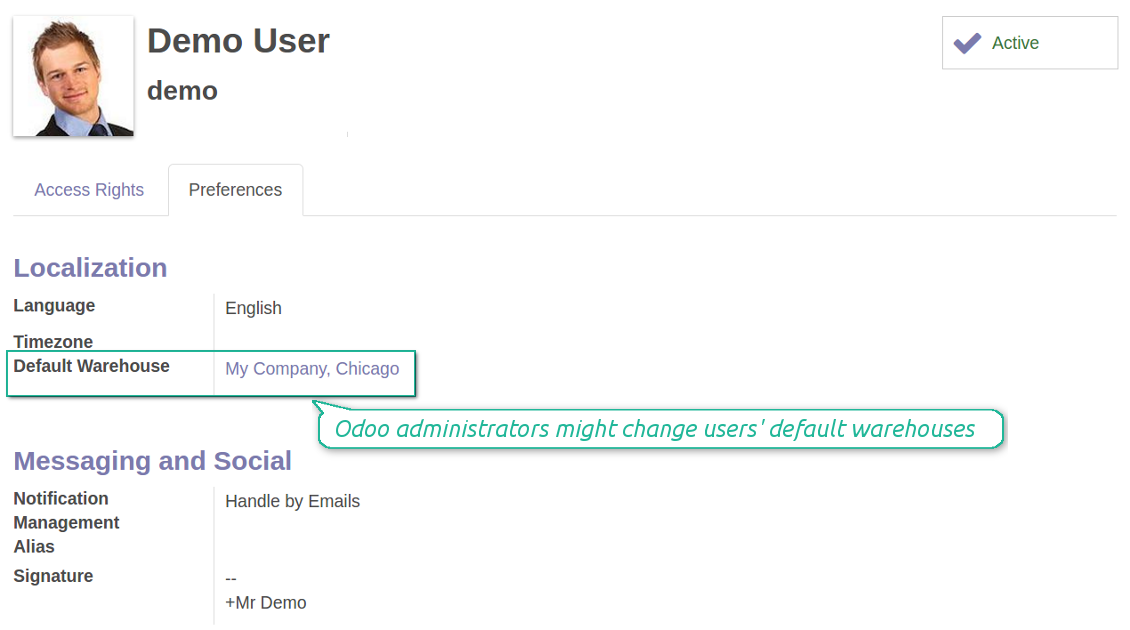 Demo User
demo
Active
Access Rights
Preferences
Localization
Language English
Timezone
Default Warehouse My Company, Chicago
Odoo administrators might change users' default warehouses
Messaging and Social
Notification Handle by Emails
Management
Alias
Signature --
+Mr Demo